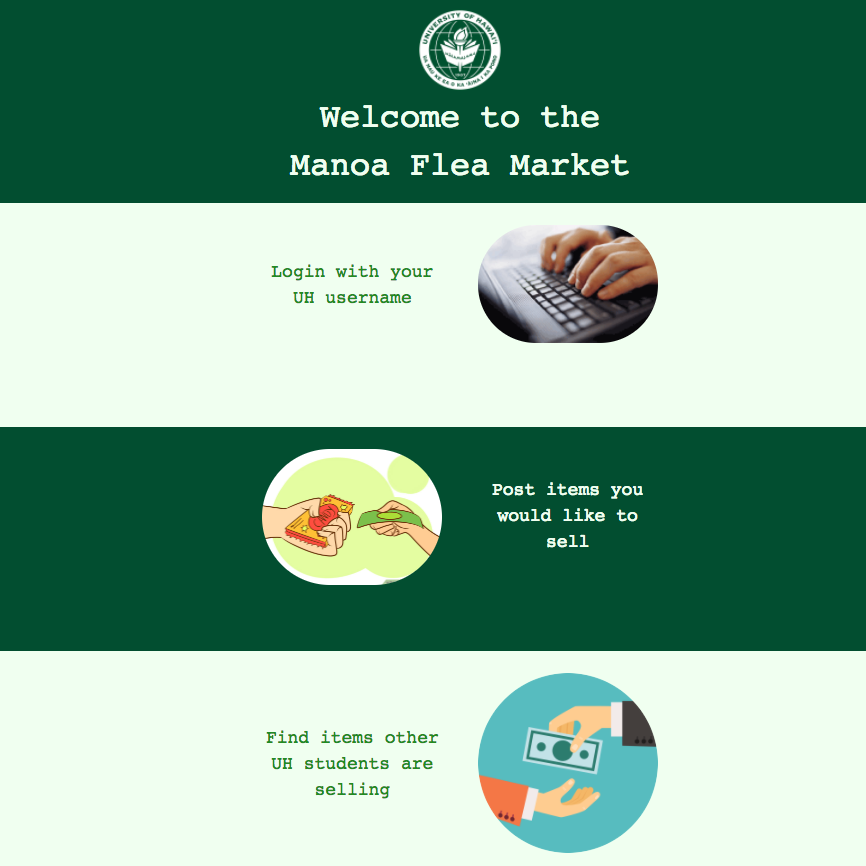 UNIVERSITY OF HAWAI'I
Welcome to the
Manoa Flea Market
Login with your
UH username
Post items you
would like to
sell
Find items other
UH students are
selling